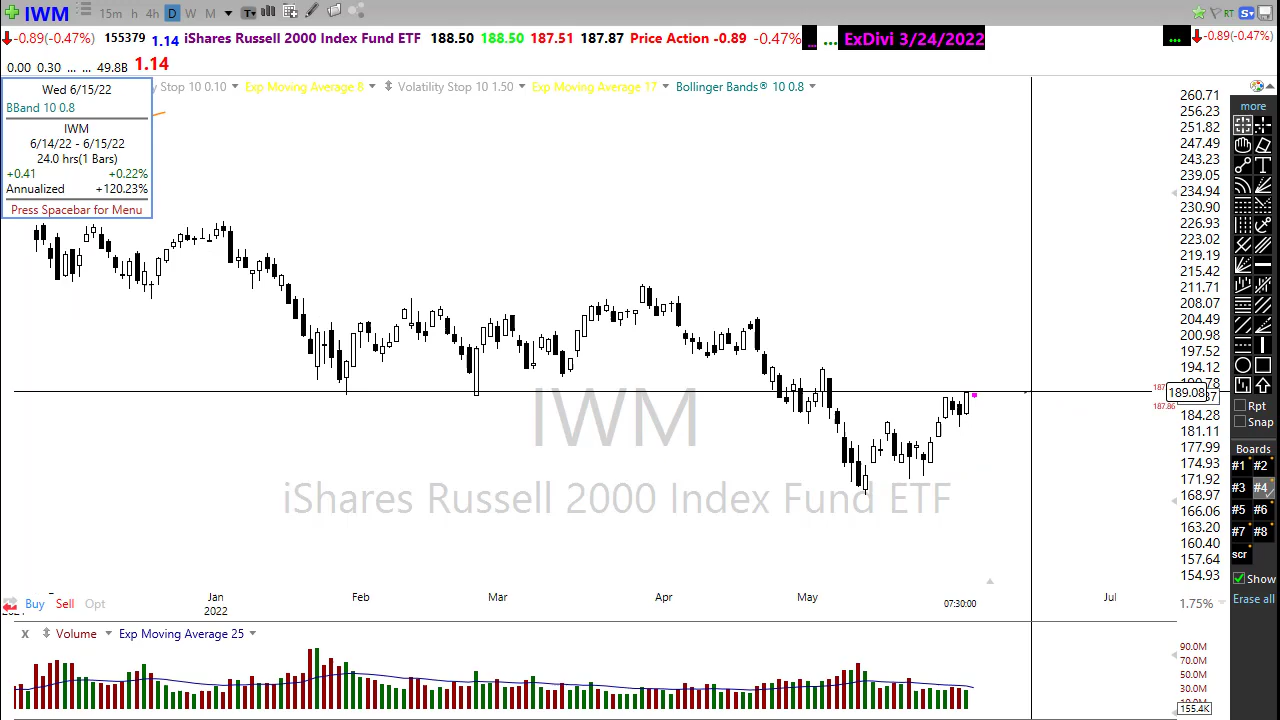 IWM 15m h 4h D W M T RT S
-0.89(-0.47%) 155379 1.14 iShares Russell 2000 Index Fund ETF 188.50 188.50 187.51 187.87 Price Action -0.89 -0.47% ... ... ExDivi 3/24/2022 ... -0.89(-0.47%)
0.00 0.30 ... ... 49.8B 1.14
Wed 6/15/22
BBand 10 0.8
IWM
6/14/22 - 6/15/22
24.0 hrs(1 Bars)
+0.41 +0.22%
Annualized +120.23%
Press Spacebar for Menu
y Stop 10 0.10 Exp Moving Average 8 Volatility Stop 10 1.50 Exp Moving Average 17 Bollinger Bands® 10 0.8
260.71
256.23
251.82
247.49
243.23
239.05
234.94
230.90
226.93
223.02
219.19
215.42
211.71
208.07
204.49
200.98
197.52
194.12
189.08
187.86
184.28
181.11
177.99
174.93
171.92
168.97
166.06
163.20
160.40
157.64
154.93
1.75%
IWM
iShares Russell 2000 Index Fund ETF
Jan Feb Mar Apr May Jul
2022
07:30:00
Buy Sell Opt
X Volume Exp Moving Average 25
90.0M
70.0M
50.0M
30.0M
155.4K
more
Rpt
Snap
Boards
#1 #2
#3 #4
#5 #6
#7 #8
scr
Show
Erase all